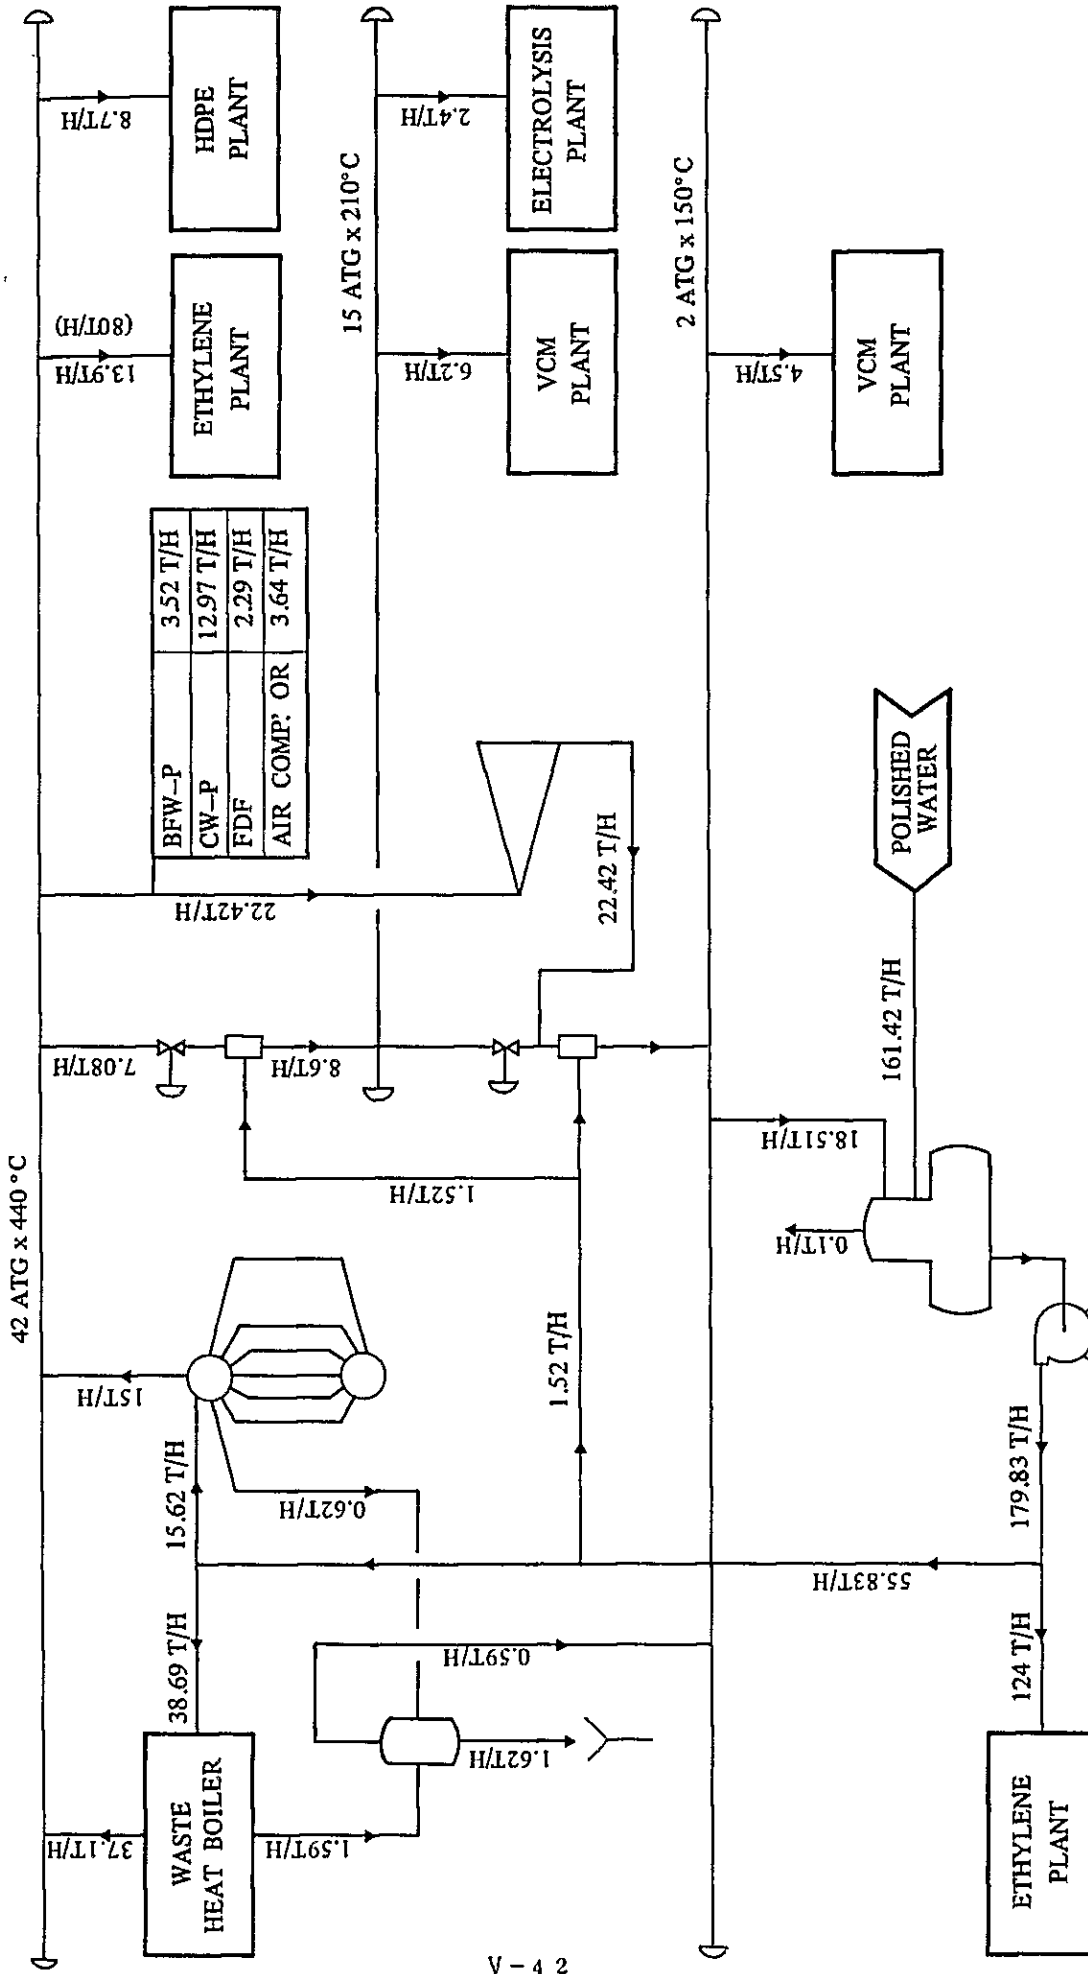 42 ATG x 440°C
37.1T/H
WASTE
HEAT BOILER
1.59T/H
38.69 T/H
15.62 T/H
15T/H
0.62T/H
0.59T/H
1.62T/H
7.08T/H
8.6T/H
1.52T/H
1.52 T/H
22.42T/H
BFW-P 3.52 T/H
CW-P 12.97 T/H
FDF 2.29 T/H
AIR COMP. OR 3.64 T/H
22.42 T/H
13.9T/H
(80T/H)
ETHYLENE
PLANT
8.7T/H
HDPE
PLANT
15 ATG x 210°C
6.2T/H
VCM
PLANT
2.4T/H
ELECTROLYSIS
PLANT
2 ATG x 150°C
4.5T/H
VCM
PLANT
18.51T/H
0.1T/H
161.42 T/H
POLISHED
WATER
179.83 T/H
55.83T/H
124 T/H
ETHYLENE
PLANT
V-42